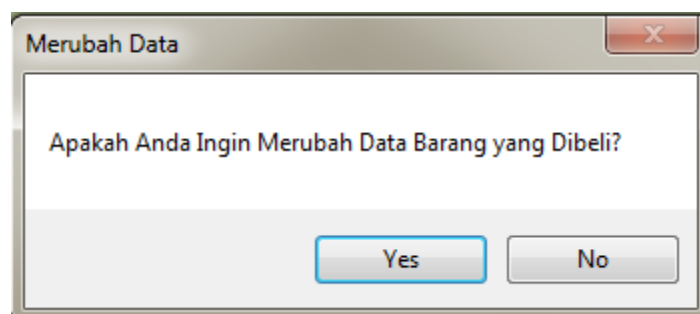 Merubah Data
Apakah Anda Ingin Merubah Data Barang yang Dibeli?
Yes No